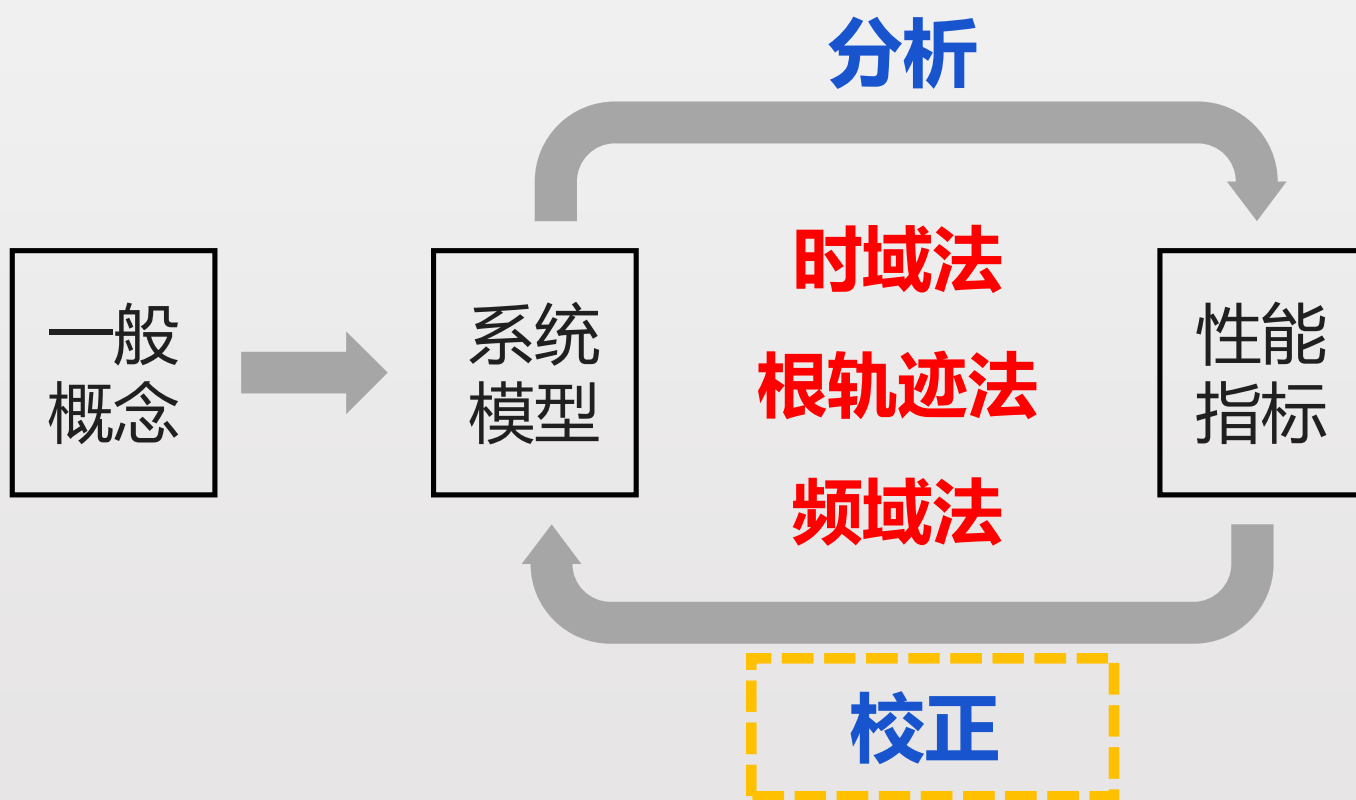 分析
一般
概念
系统
模型
时域法
根轨迹法
频域法
性能
指标
校正